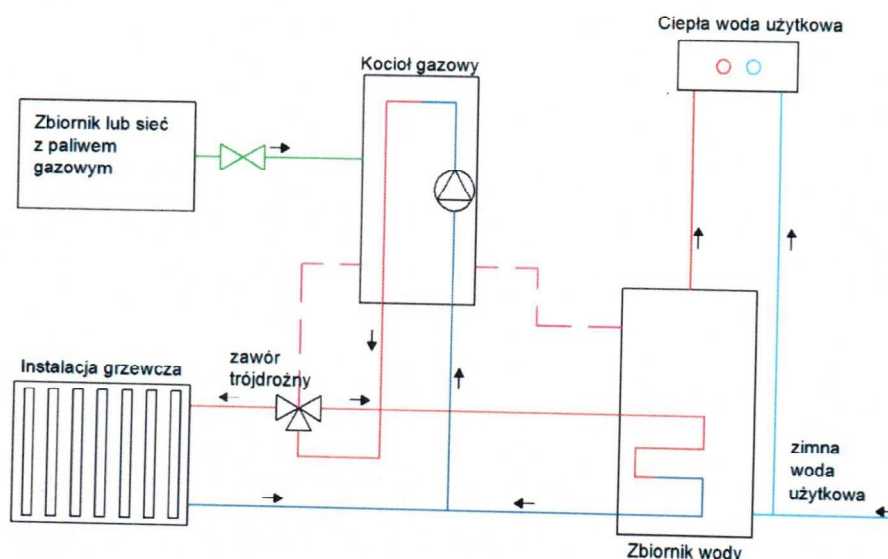 Ciepła woda użytkowa
Kocioł gazowy
Zbiornik lub sieć
z paliwem
gazowym
zawór
trójdrożny
Instalacja grzewcza
zimna
woda
użytkowa
Zbiornik wody